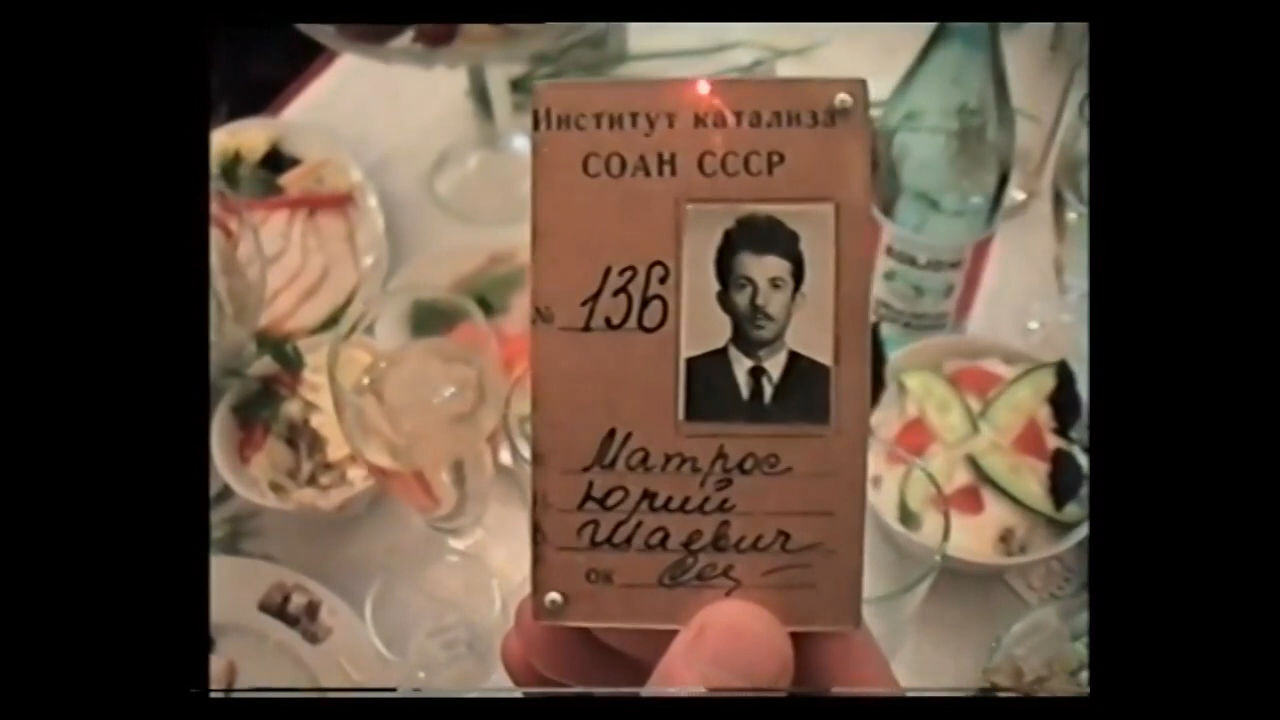 Институт катализа
СОАН СССР
№ 136
Матрос
Юрий
Шаевич
ок